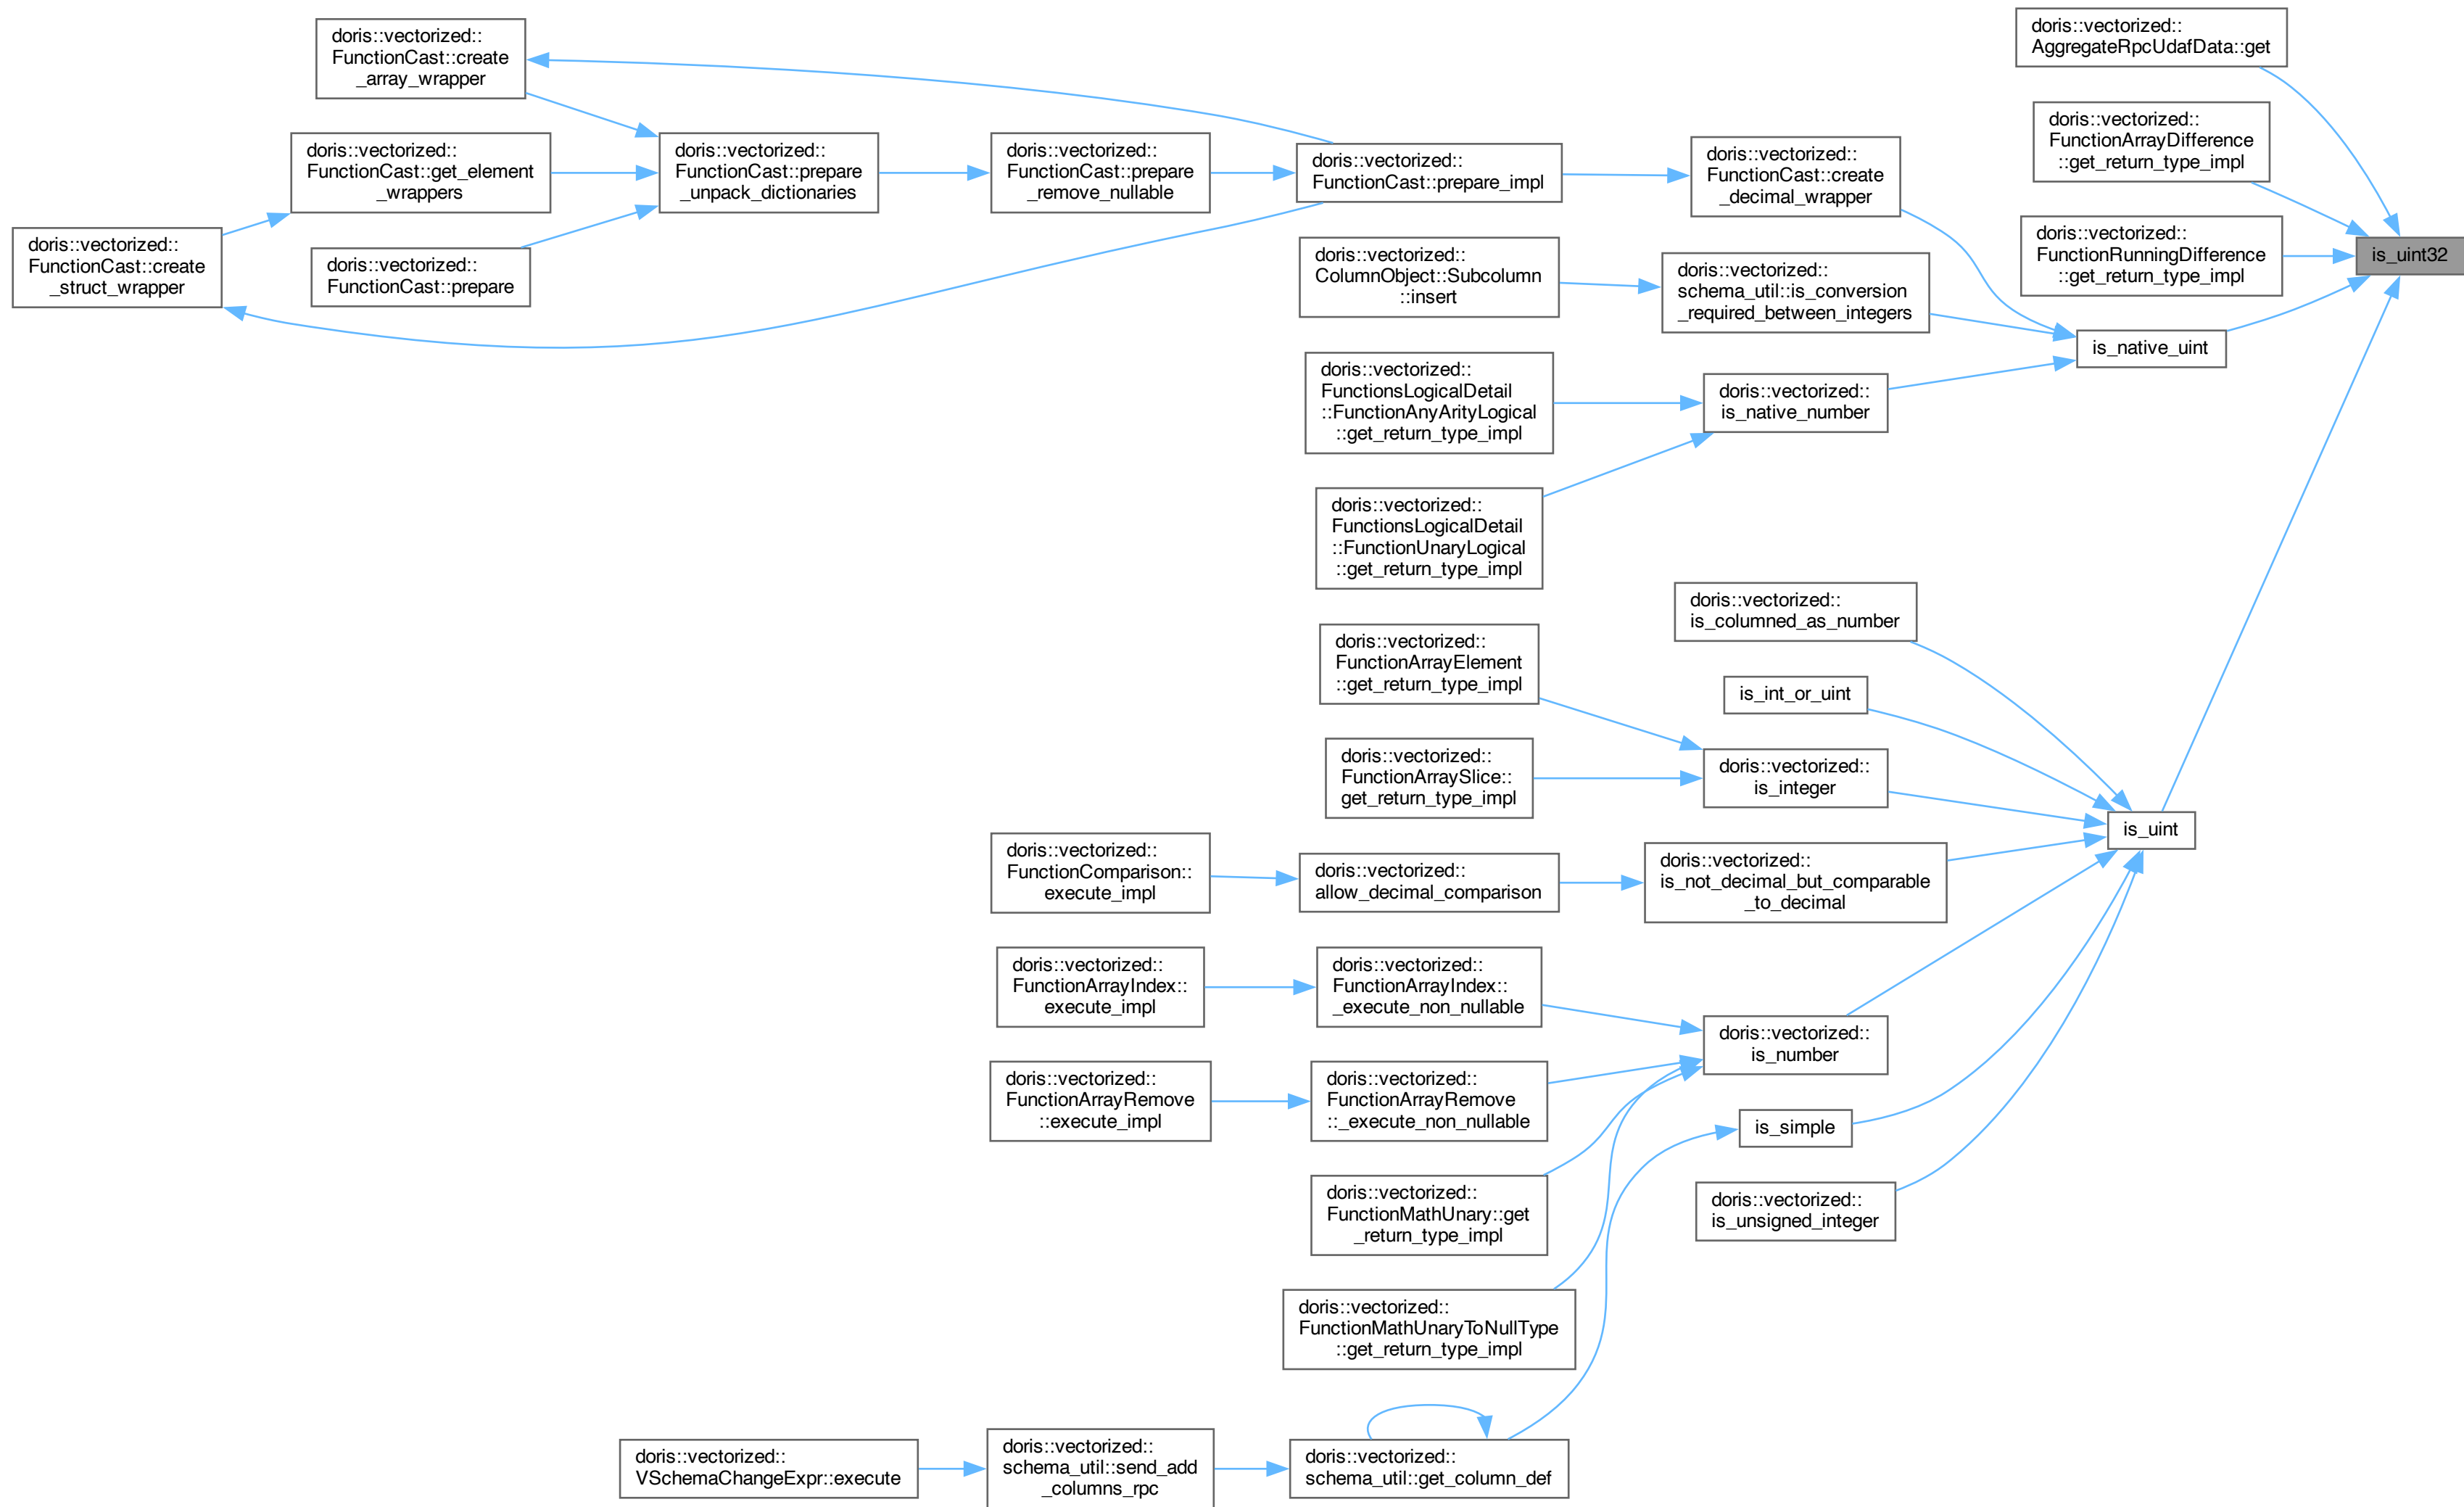 doris::vectorized::
FunctionCast::create
_array_wrapper
doris::vectorized::
FunctionCast::get_element
_wrappers
doris::vectorized::
FunctionCast::create
_struct_wrapper
doris::vectorized::
FunctionCast::prepare
doris::vectorized::
FunctionCast::prepare
_unpack_dictionaries
doris::vectorized::
FunctionCast::prepare
_remove_nullable
doris::vectorized::
FunctionCast::prepare_impl
doris::vectorized::
FunctionCast::create
_decimal_wrapper
doris::vectorized::
AggregateRpcUdafData::get
doris::vectorized::
FunctionArrayDifference
::get_return_type_impl
doris::vectorized::
FunctionRunningDifference
::get_return_type_impl
is_uint32
is_native_uint
doris::vectorized::
ColumnObject::Subcolumn
::insert
doris::vectorized::
schema_util::is_conversion
_required_between_integers
doris::vectorized::
FunctionsLogicalDetail
::FunctionAnyArityLogical
::get_return_type_impl
doris::vectorized::
is_native_number
doris::vectorized::
FunctionsLogicalDetail
::FunctionUnaryLogical
::get_return_type_impl
doris::vectorized::
is_columned_as_number
doris::vectorized::
FunctionArrayElement
::get_return_type_impl
is_int_or_uint
doris::vectorized::
FunctionArraySlice::
get_return_type_impl
doris::vectorized::
is_integer
is_uint
doris::vectorized::
FunctionComparison::
execute_impl
doris::vectorized::
allow_decimal_comparison
doris::vectorized::
is_not_decimal_but_comparable
_to_decimal
doris::vectorized::
FunctionArrayIndex::
execute_impl
doris::vectorized::
FunctionArrayIndex::
_execute_non_nullable
doris::vectorized::
is_number
doris::vectorized::
FunctionArrayRemove
::execute_impl
doris::vectorized::
FunctionArrayRemove
::_execute_non_nullable
is_simple
doris::vectorized::
FunctionMathUnary::get
_return_type_impl
doris::vectorized::
is_unsigned_integer
doris::vectorized::
FunctionMathUnaryToNullType
::get_return_type_impl
doris::vectorized::
VSchemaChangeExpr::execute
doris::vectorized::
schema_util::send_add
_columns_rpc
doris::vectorized::
schema_util::get_column_def